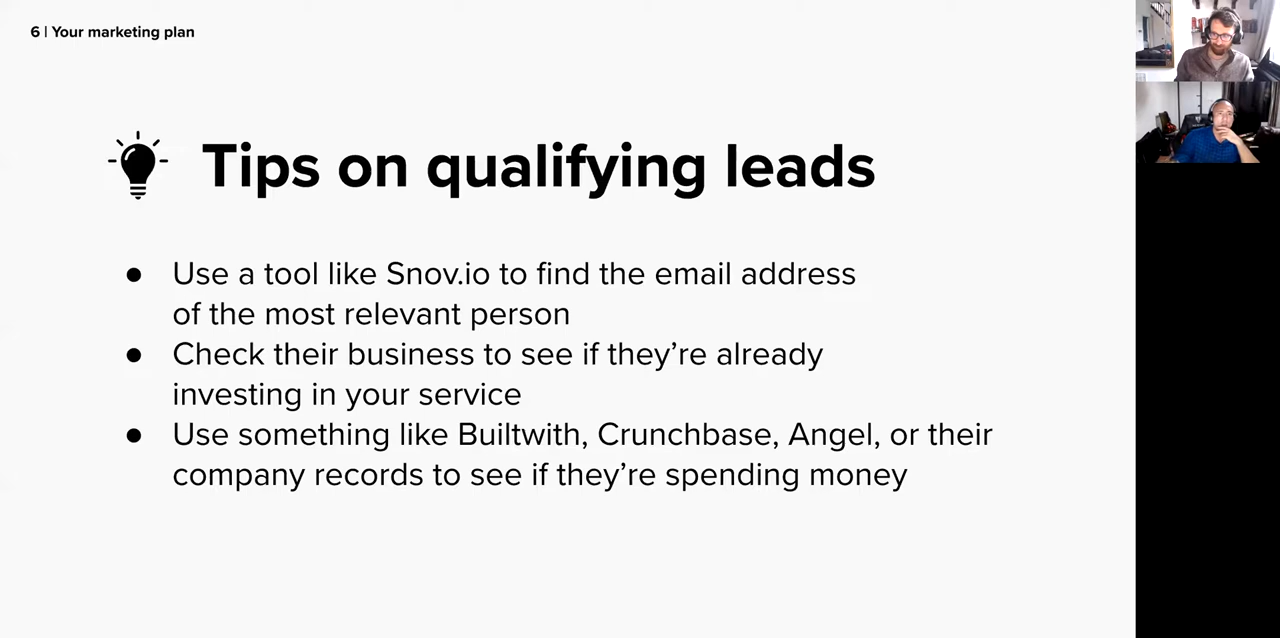 6 | Your marketing plan
Tips on qualifying leads
● Use a tool like Snov.io to find the email address
of the most relevant person
● Check their business to see if they’re already
investing in your service
● Use something like Builtwith, Crunchbase, Angel, or their
company records to see if they’re spending money